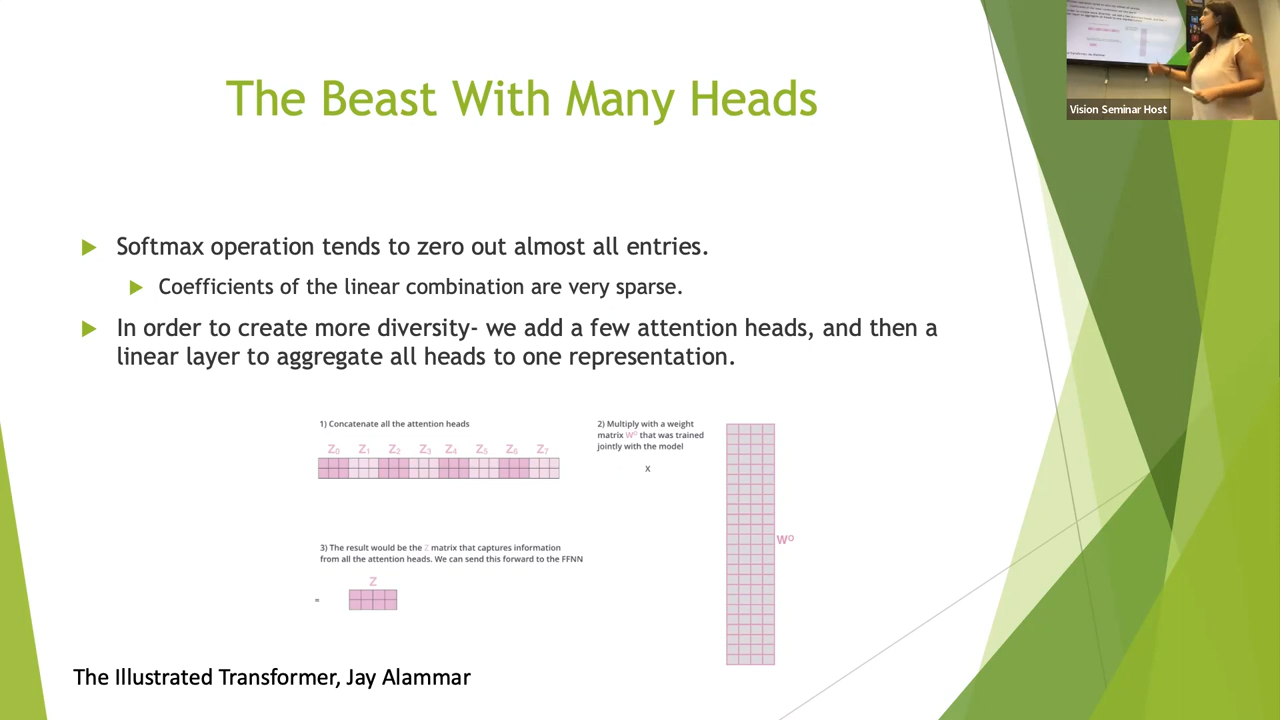 The Beast With Many Heads
Vision Seminar Host
Softmax operation tends to zero out almost all entries.
Coefficients of the linear combination are very sparse.
In order to create more diversity- we add a few attention heads, and then a
linear layer to aggregate all heads to one representation.
1) Concatenate all the attention heads
Z0 Z1 Z2 Z3 Z4 Z5 Z6 Z7
2) Multiply with a weight
matrix WO that was trained
jointly with the model
X
WO
3) The result would be the Z matrix that captures information
from all the attention heads. We can send this forward to the FFNN
Z
=
The Illustrated Transformer, Jay Alammar